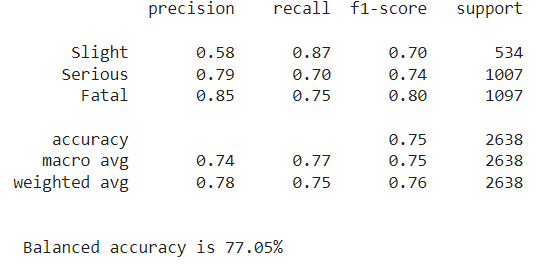 precision recall f1-score support
Slight 0.58 0.87 0.70 534
Serious 0.79 0.70 0.74 1007
Fatal 0.85 0.75 0.80 1097
accuracy 0.75 2638
macro avg 0.74 0.77 0.75 2638
weighted avg 0.78 0.75 0.76 2638
Balanced accuracy is 77.05%